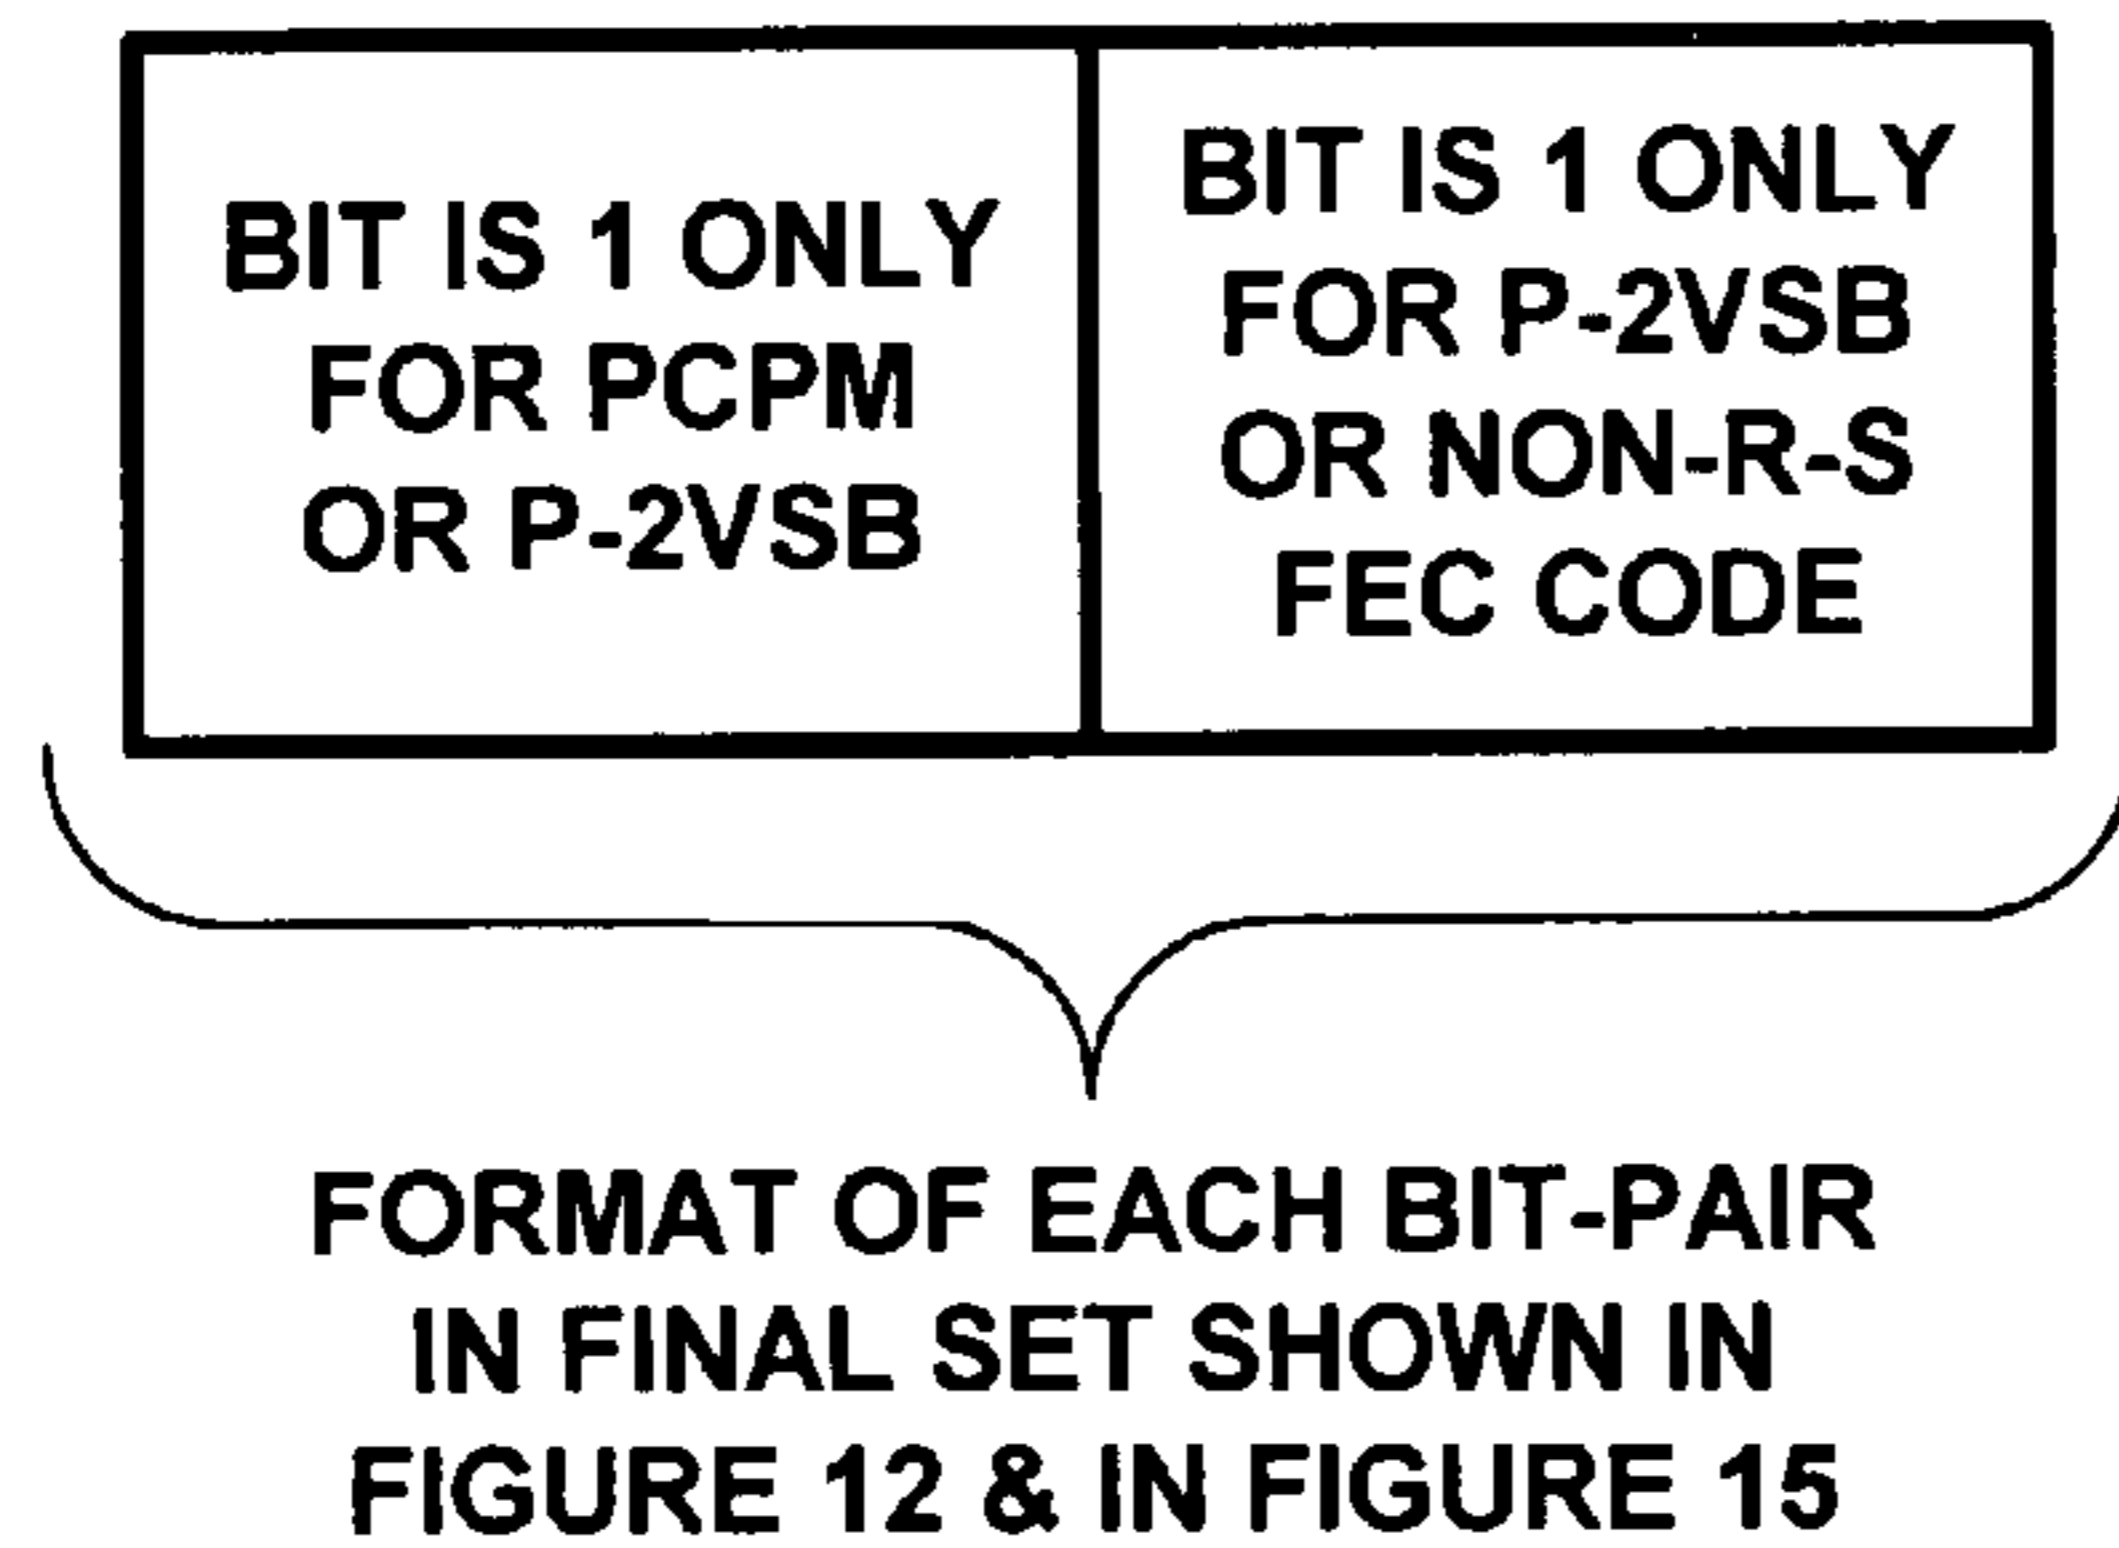 BIT IS 1 ONLY
FOR PCPM
OR P-2VSB
BIT IS 1 ONLY
FOR P-2VSB
OR NON-R-S
FEC CODE
FORMAT OF EACH BIT-PAIR
IN FINAL SET SHOWN IN
FIGURE 12 & IN FIGURE 15